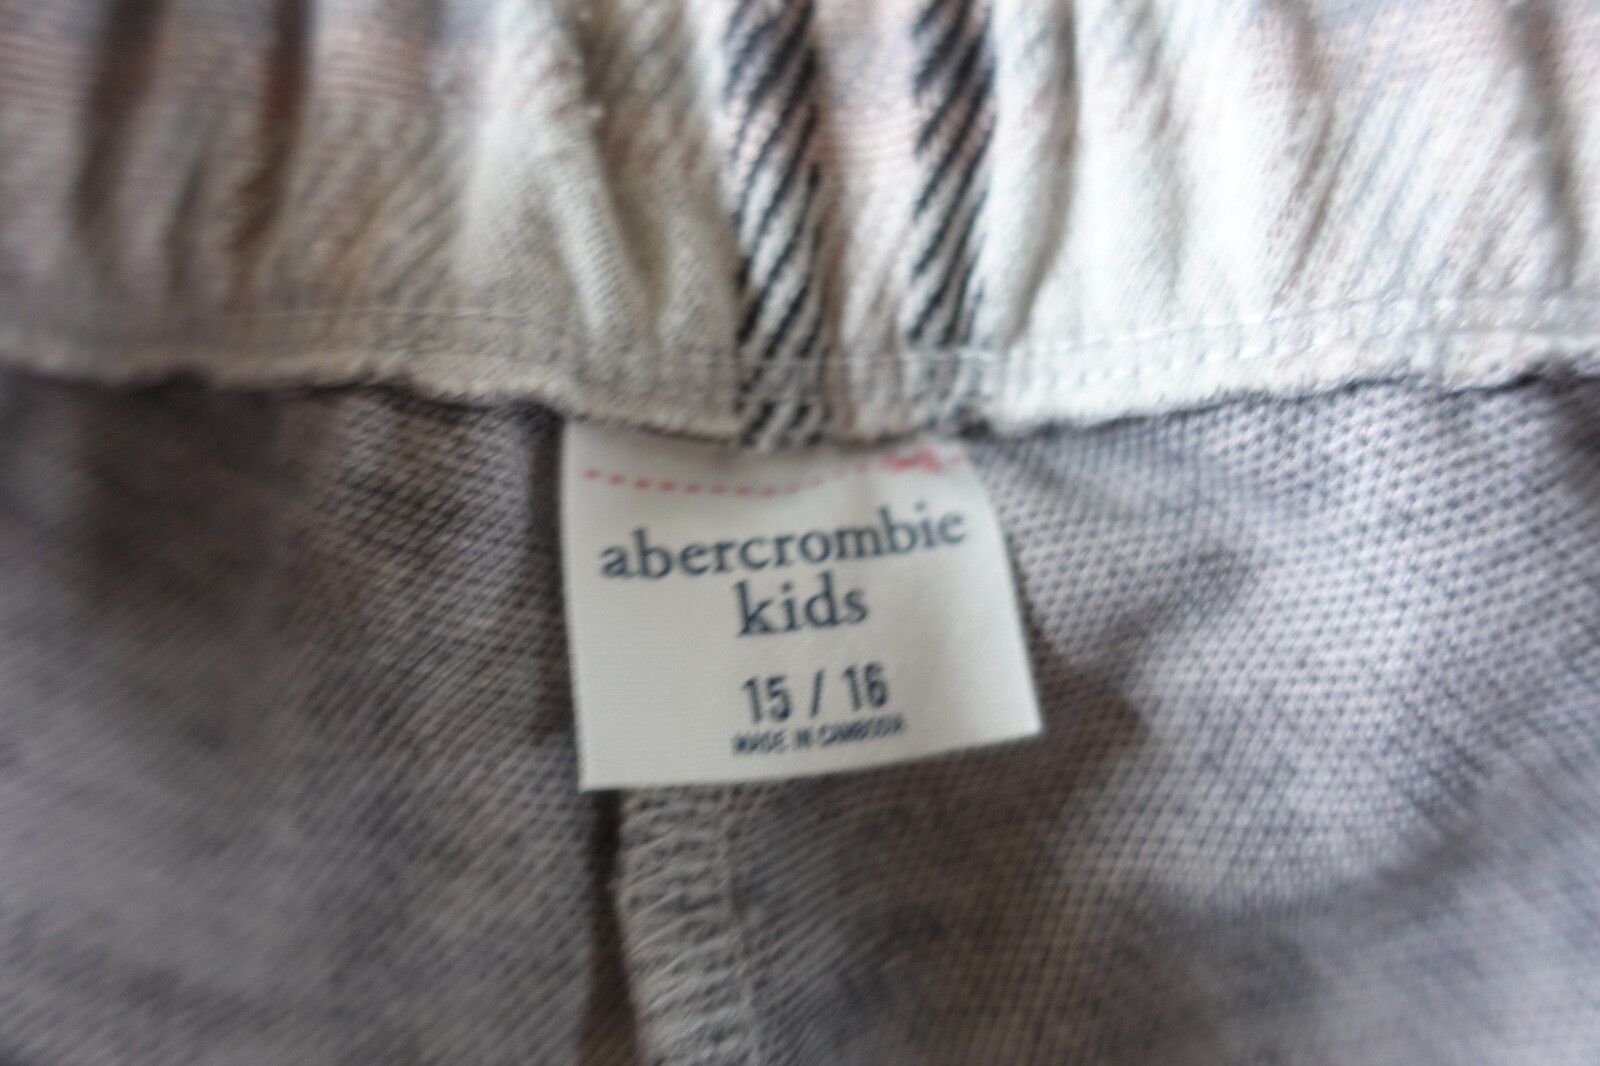 abercrombie
kids
15 / 16
MADE IN CAMBODIA